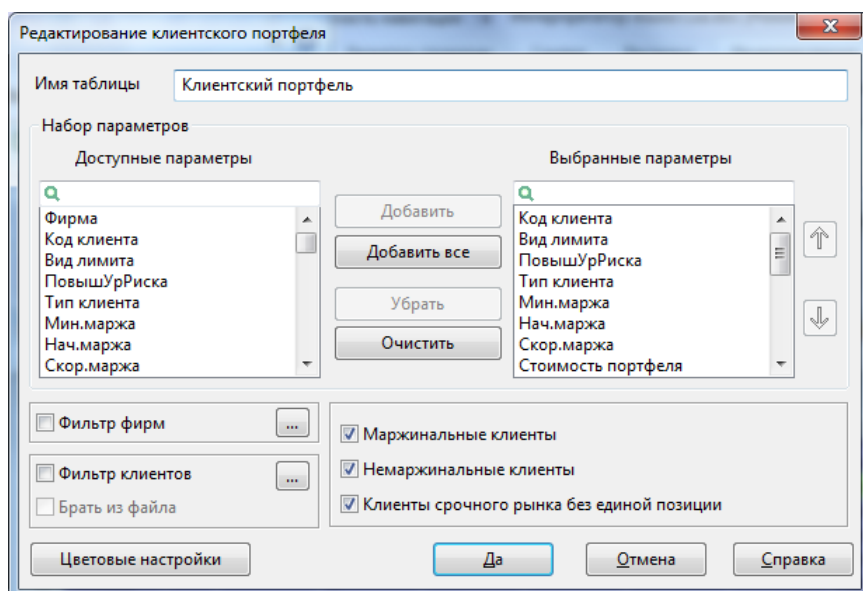 Редактирование клиентского портфеля
Имя таблицы Клиентский портфель
Набор параметров
Доступные параметры
Фирма
Код клиента
Вид лимита
ПовышУрРиска
Тип клиента
Мин.маржа
Нач.маржа
Скор.маржа
Добавить
Добавить все
Убрать
Очистить
Выбранные параметры
Код клиента
Вид лимита
ПовышУрРиска
Тип клиента
Мин.маржа
Нач.маржа
Скор.маржа
Стоимость портфеля
Фильтр фирм ...
Фильтр клиентов ...
Брать из файла
Маржинальные клиенты
Немаржинальные клиенты
Клиенты срочного рынка без единой позиции
Цветовые настройки Да Отмена Справка